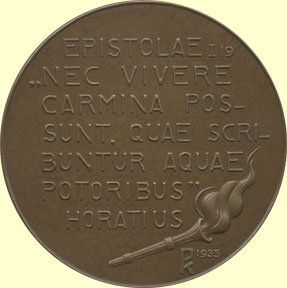 EPISTOLAE I 19
„NEC VIVERE
CARMINA POS-
SUNT. QUAE SCRI-
BUNTUR AQUAE
POTORIBUS”
HORATIUS
1935